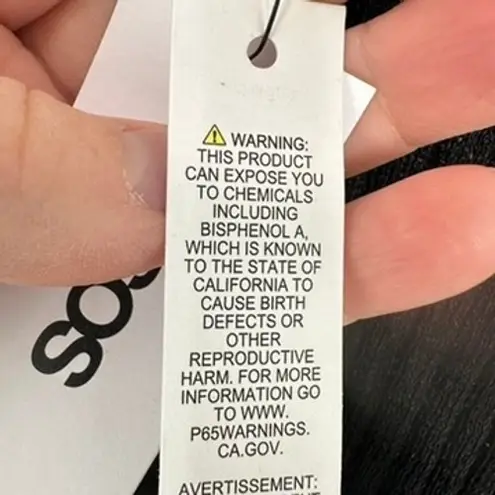 ⚠ WARNING:
THIS PRODUCT
CAN EXPOSE YOU
TO CHEMICALS
INCLUDING
BISPHENOL A,
WHICH IS KNOWN
TO THE STATE OF
CALIFORNIA TO
CAUSE BIRTH
DEFECTS OR
OTHER
REPRODUCTIVE
HARM. FOR MORE
INFORMATION GO
TO WWW.
P65WARNINGS.
CA.GOV.
AVERTISSEMENT: